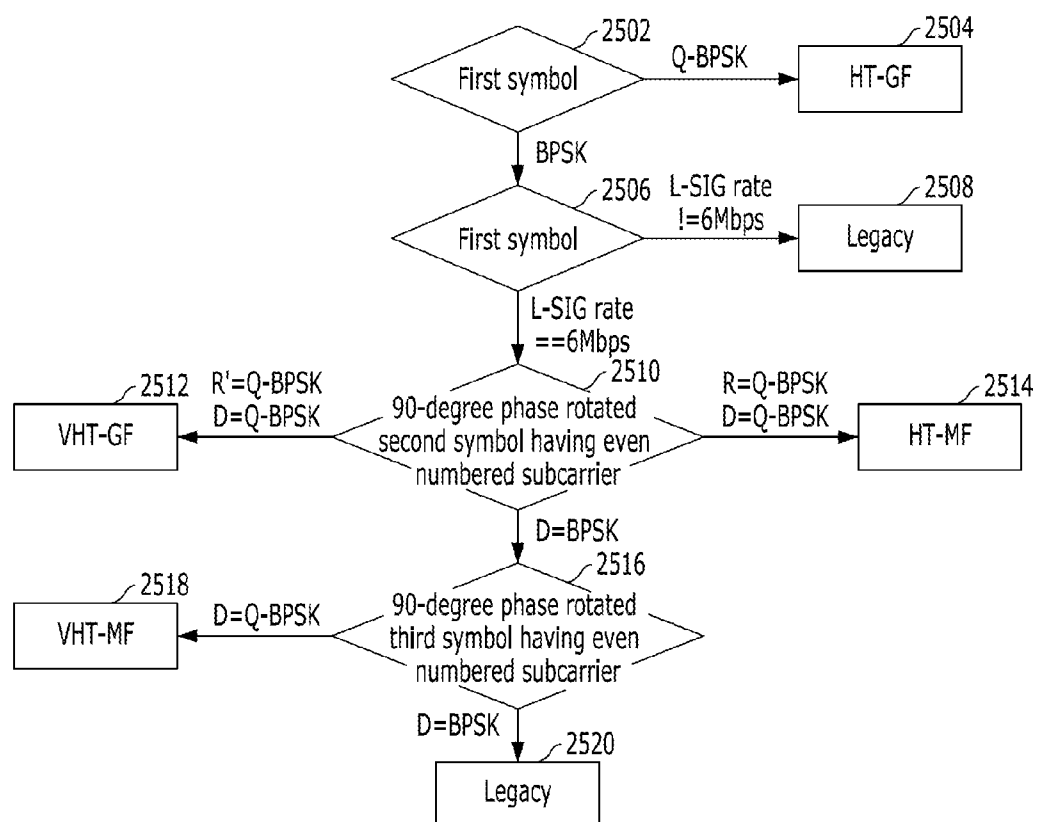 2502
First symbol
Q-BPSK
2504
HT-GF
BPSK
2506
First symbol
L-SIG rate
!=6Mbps
2508
Legacy
L-SIG rate
==6Mbps
2510
90-degree phase rotated
second symbol having even
numbered subcarrier
2512
VHT-GF
R'=Q-BPSK
D=Q-BPSK
R=Q-BPSK
D=Q-BPSK
2514
HT-MF
D=BPSK
2516
90-degree phase rotated
third symbol having even
numbered subcarrier
2518
VHT-MF
D=Q-BPSK
D=BPSK
2520
Legacy